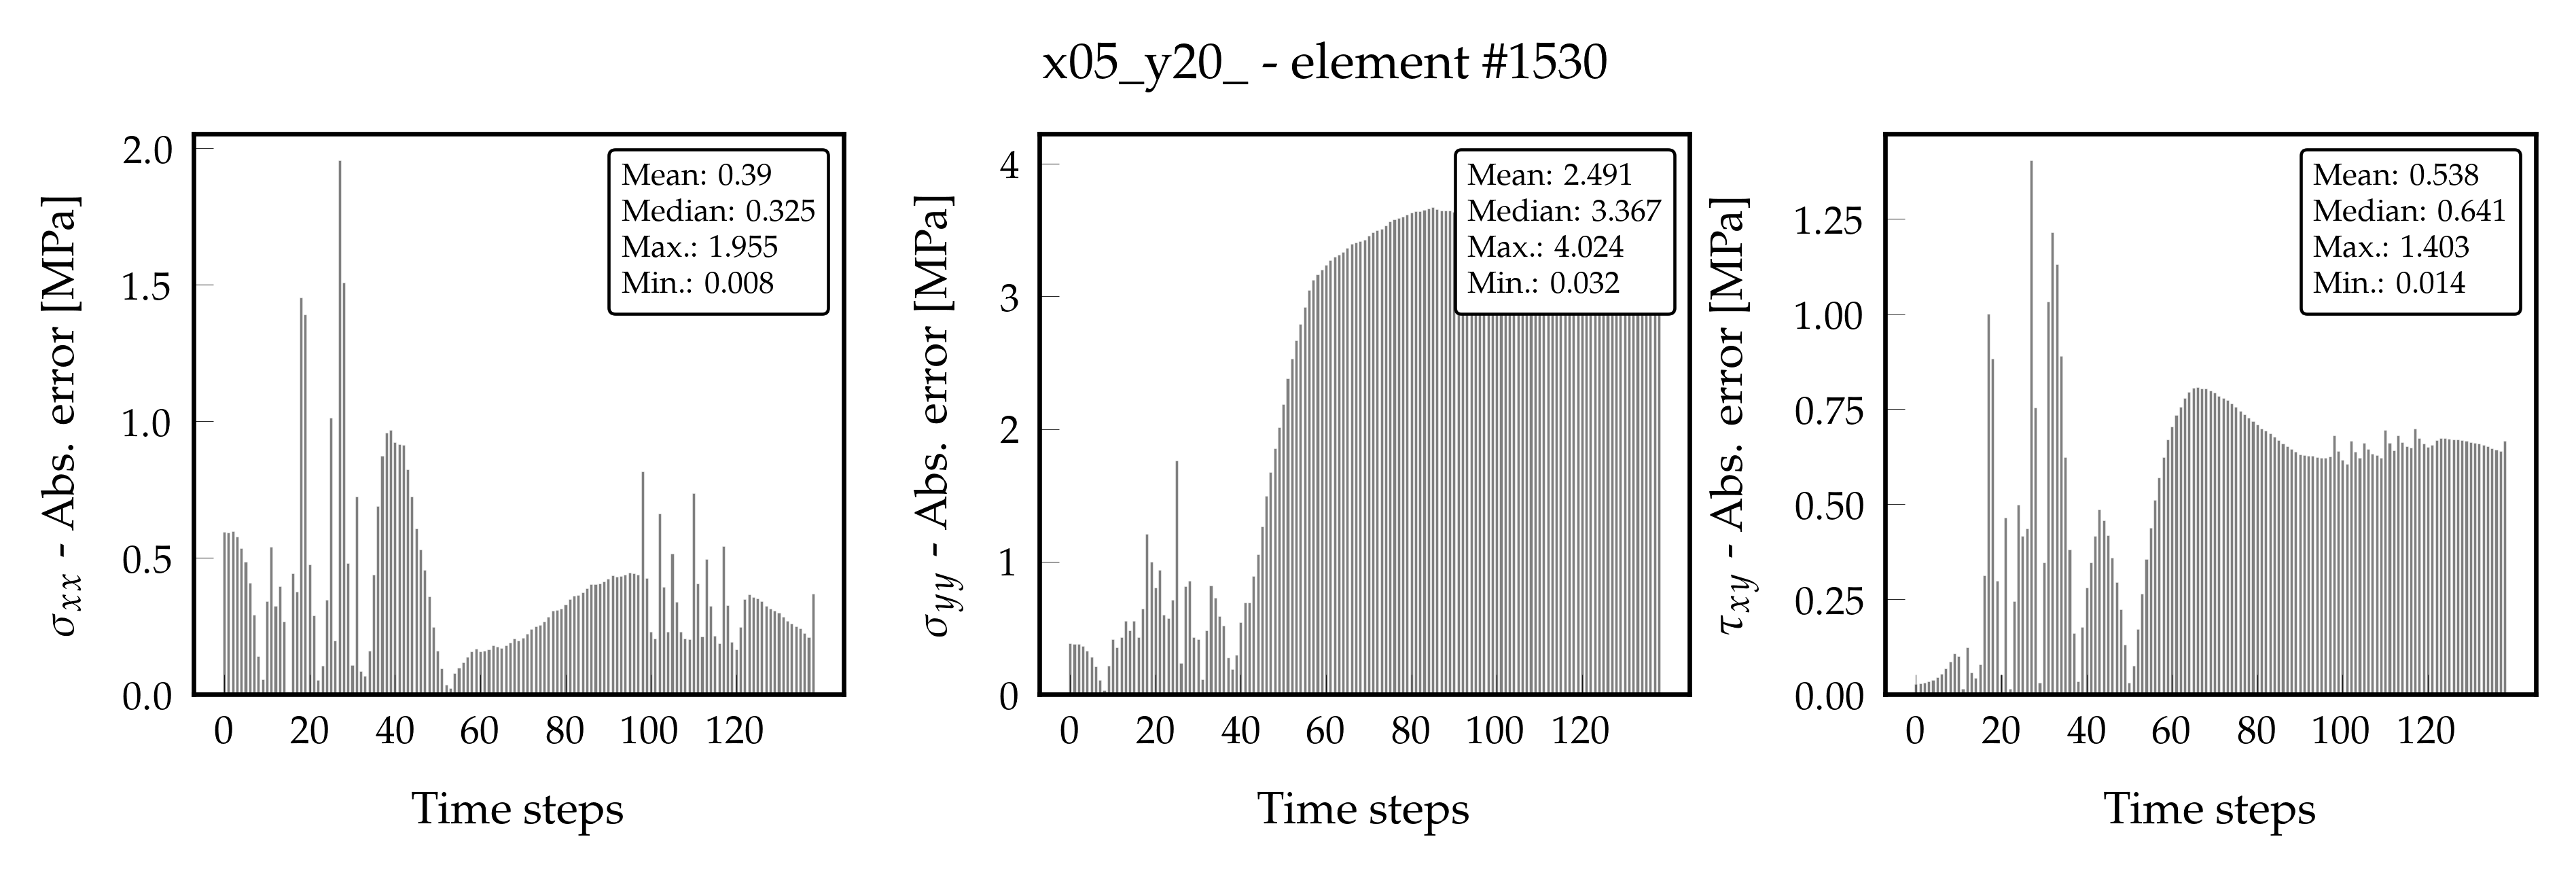 x05_y20_ - element #1530
σxx - Abs. error [MPa]
2.0
1.5
1.0
0.5
0.0
0 20 40 60 80 100 120
Time steps
Mean: 0.39
Median: 0.325
Max.: 1.955
Min.: 0.008
σyy - Abs. error [MPa]
4
3
2
1
0
0 20 40 60 80 100 120
Time steps
Mean: 2.491
Median: 3.367
Max.: 4.024
Min.: 0.032
τxy - Abs. error [MPa]
1.25
1.00
0.75
0.50
0.25
0.00
0 20 40 60 80 100 120
Time steps
Mean: 0.538
Median: 0.641
Max.: 1.403
Min.: 0.014